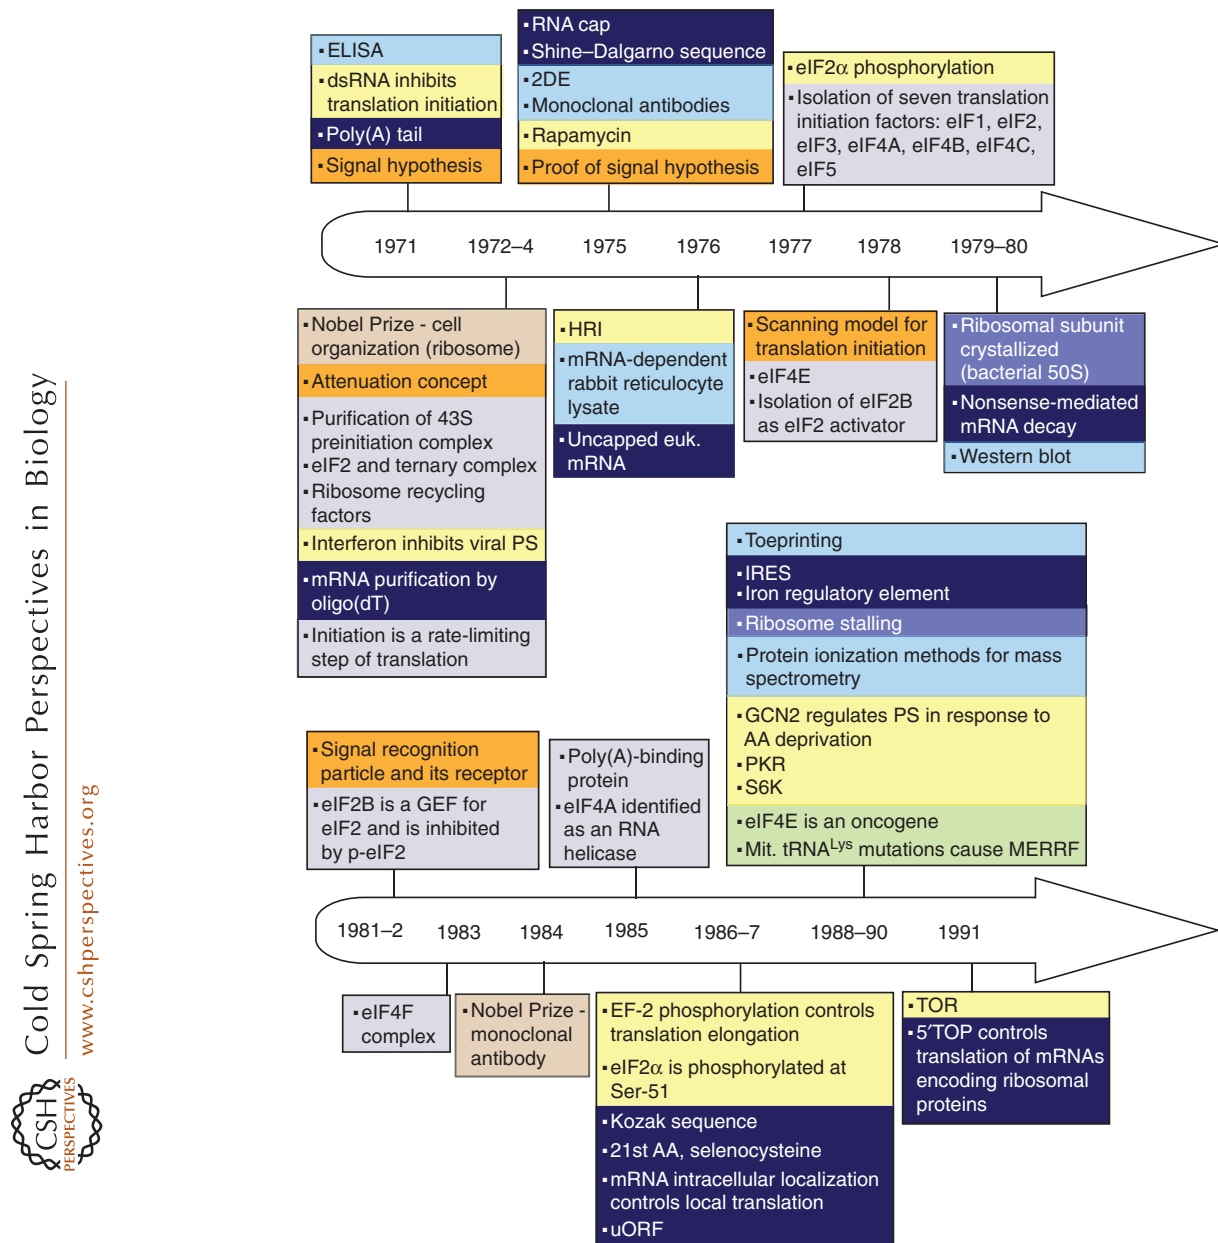 ▪ ELISA
▪ dsRNA inhibits
translation initiation
▪ Poly(A) tail
▪ Signal hypothesis
▪ RNA cap
▪ Shine–Dalgarno sequence
▪ 2DE
▪ Monoclonal antibodies
▪ Rapamycin
▪ Proof of signal hypothesis
▪ eIF2α phosphorylation
▪ Isolation of seven translation
initiation factors: eIF1, eIF2,
eIF3, eIF4A, eIF4B, eIF4C,
eIF5
1971 1972–4 1975 1976 1977 1978 1979–80
▪ Nobel Prize - cell
organization (ribosome)
▪ Attenuation concept
▪ Purification of 43S
preinitiation complex
▪ eIF2 and ternary complex
▪ Ribosome recycling
factors
▪ Interferon inhibits viral PS
▪ mRNA purification by
oligo(dT)
▪ Initiation is a rate-limiting
step of translation
▪ HRI
▪ mRNA-dependent
rabbit reticulocyte
lysate
▪ Uncapped euk.
mRNA
▪ Scanning model for
translation initiation
▪ eIF4E
▪ Isolation of eIF2B
as eIF2 activator
▪ Ribosomal subunit
crystallized
(bacterial 50S)
▪ Nonsense-mediated
mRNA decay
▪ Western blot
▪ Signal recognition
particle and its receptor
▪ eIF2B is a GEF for
eIF2 and is inhibited
by p-eIF2
▪ Poly(A)-binding
protein
▪ eIF4A identified
as an RNA
helicase
▪ Toeprinting
▪ IRES
▪ Iron regulatory element
▪ Ribosome stalling
▪ Protein ionization methods for mass
spectrometry
▪ GCN2 regulates PS in response to
AA deprivation
▪ PKR
▪ S6K
▪ eIF4E is an oncogene
▪ Mit. tRNALys mutations cause MERRF
1981–2 1983 1984 1985 1986–7 1988–90 1991
▪ eIF4F
complex
▪ Nobel Prize -
monoclonal
antibody
▪ EF-2 phosphorylation controls
translation elongation
▪ eIF2α is phosphorylated at
Ser-51
▪ Kozak sequence
▪ 21st AA, selenocysteine
▪ mRNA intracellular localization
controls local translation
▪ uORF
▪ TOR
▪ 5′TOP controls
translation of mRNAs
encoding ribosomal
proteins
Cold Spring Harbor Perspectives in Biology
www.cshperspectives.org
CSH
PERSPECTIVES